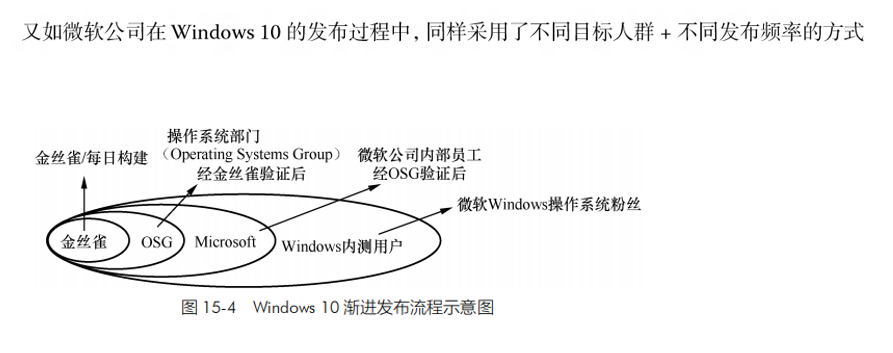 又如微软公司在 Windows 10 的发布过程中，同样采用了不同目标人群 + 不同发布频率的方式
操作系统部门
（Operating Systems Group）
经金丝雀验证后
金丝雀/每日构建
微软公司内部员工
经OSG验证后
微软Windows操作系统粉丝
金丝雀
OSG
Microsoft
Windows内测用户
图 15-4 Windows 10 渐进发布流程示意图